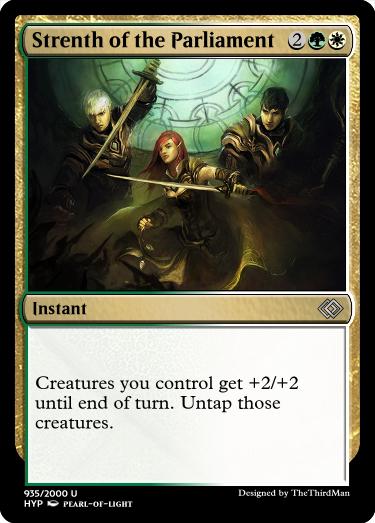 Strenth of the Parliament 2
Instant
Creatures you control get +2/+2
until end of turn. Untap those
creatures.
935/2000 U
Designed by TheThirdMan
HYP PEARL-OF-LIGHT